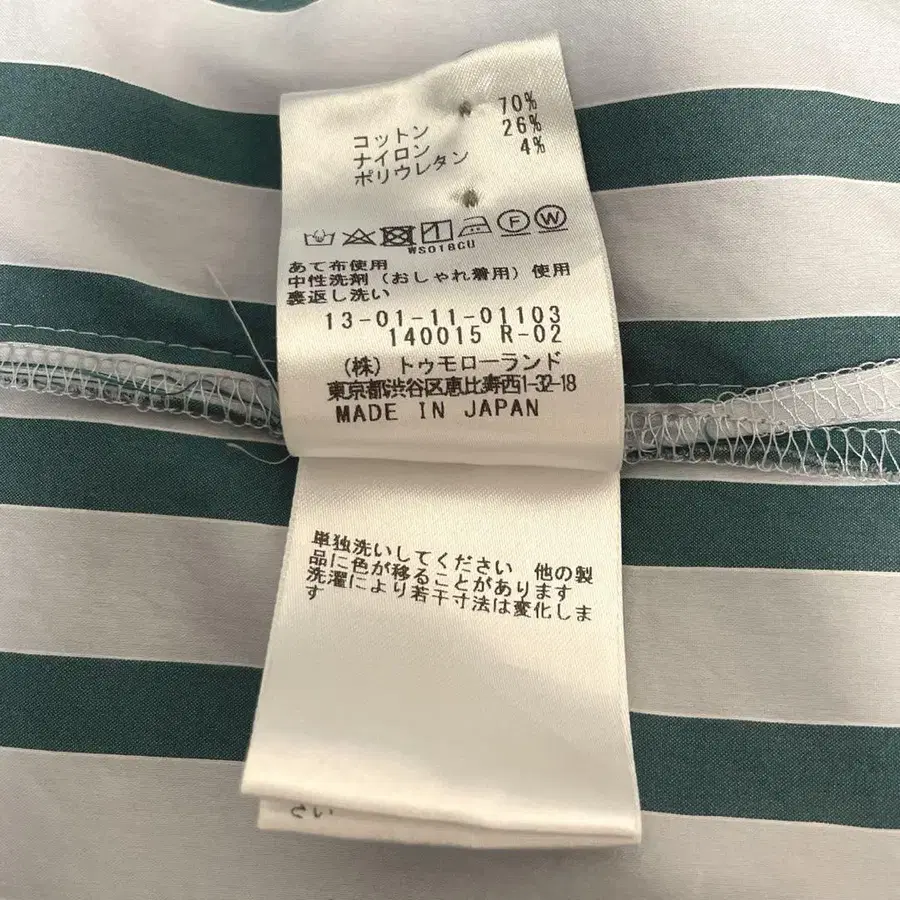 コットン 70%
ナイロン 26%
ポリウレタン 4%
F W
WS01BCU
あて布使用
中性洗剤（おしゃれ着用）使用
裏返し洗い
13-01-11-01103
140015 R-02
（株）トゥモローランド
東京都渋谷区恵比寿西1-32-18
MADE IN JAPAN
単独洗いしてください 他の製
品に色が移ることがあります
洗濯により若干寸法は変化しま
す
さい